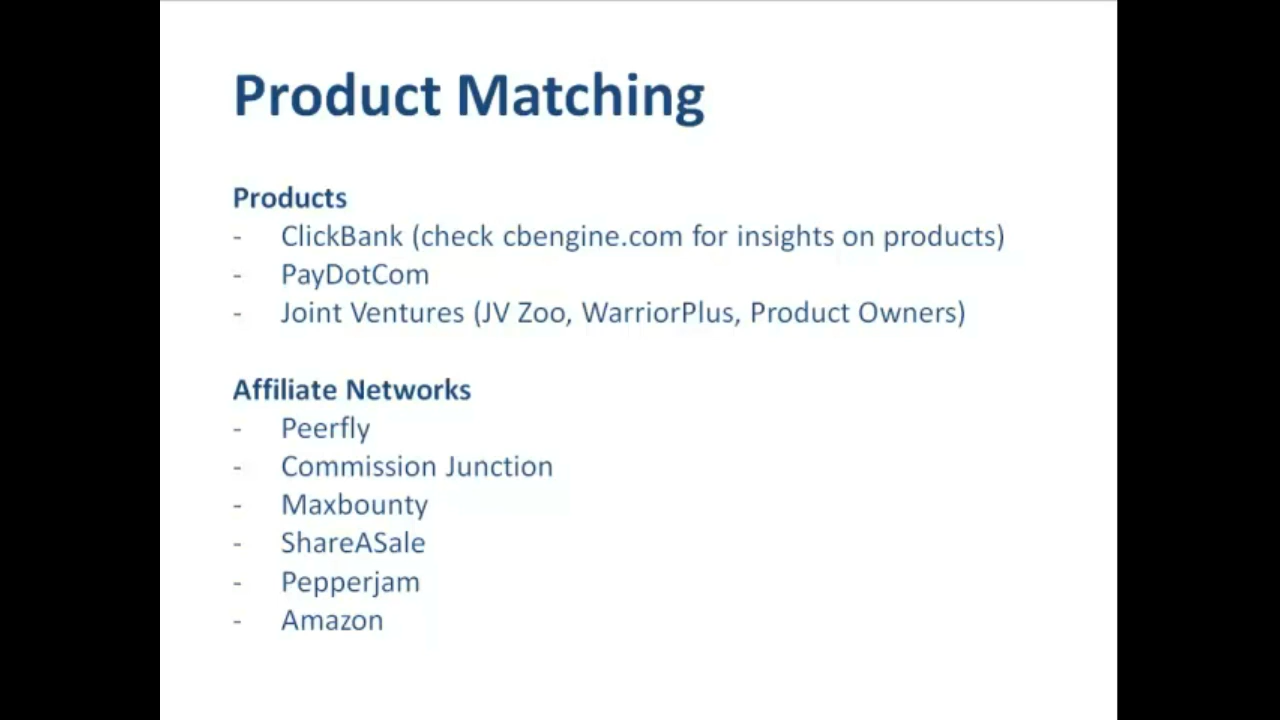 Product Matching
Products
- ClickBank (check cbengine.com for insights on products)
- PayDotCom
- Joint Ventures (JV Zoo, WarriorPlus, Product Owners)
Affiliate Networks
- Peerfly
- Commission Junction
- Maxbounty
- ShareASale
- Pepperjam
- Amazon